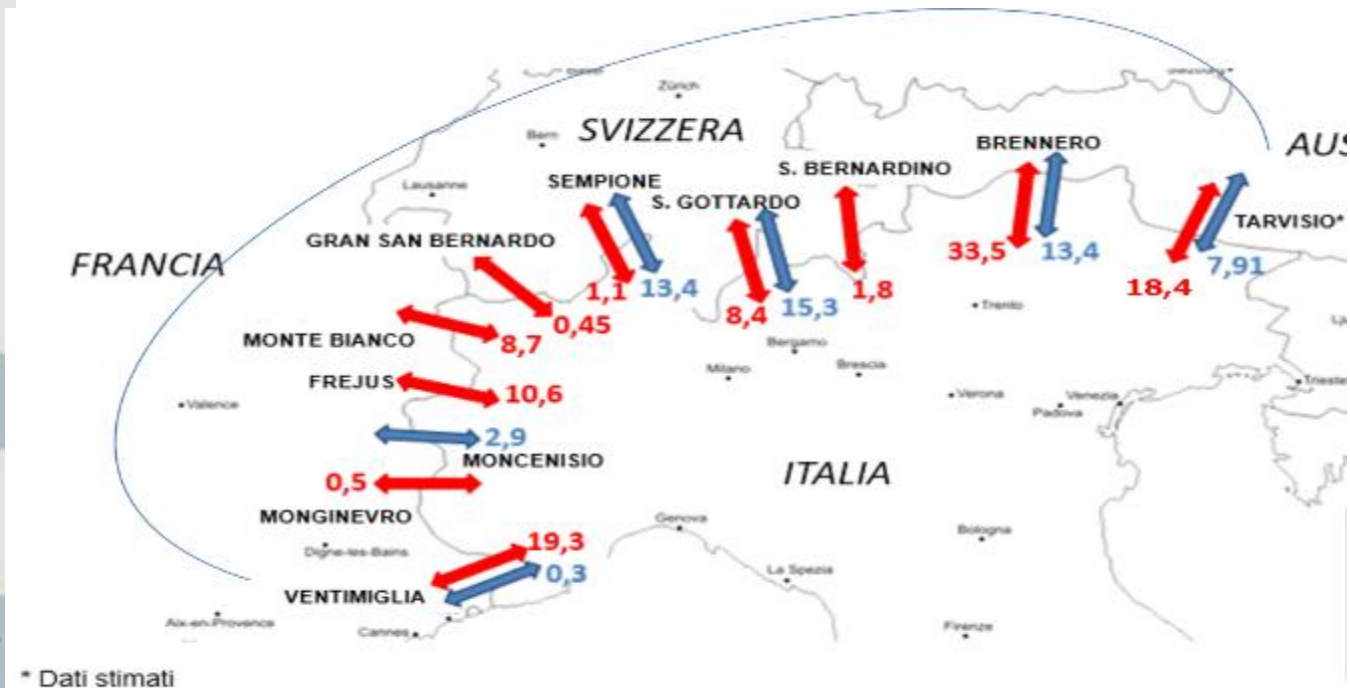 Zürich
SVIZZERA
Bern
BRENNERO
AUS
S. BERNARDINO
Lausanne
SEMPIONE
S. GOTTARDO
TARVISIO*
GRAN SAN BERNARDO
FRANCIA
33,5
13,4
7,91
1,1
13,4
1,8
18,4
0,45
8,4
15,3
Trento
MONTE BIANCO
8,7
Bergamo
Milano
Brescia
FREJUS
10,6
Valence
Verona
Venezia
Trieste
Padova
2,9
MONCENISIO
ITALIA
0,5
MONGINEVRO
Genova
Bologna
Digne-les-Bains
19,3
0,3
La Spezia
VENTIMIGLIA
Aix-en-Provence
Cannes
Firenze
* Dati stimati